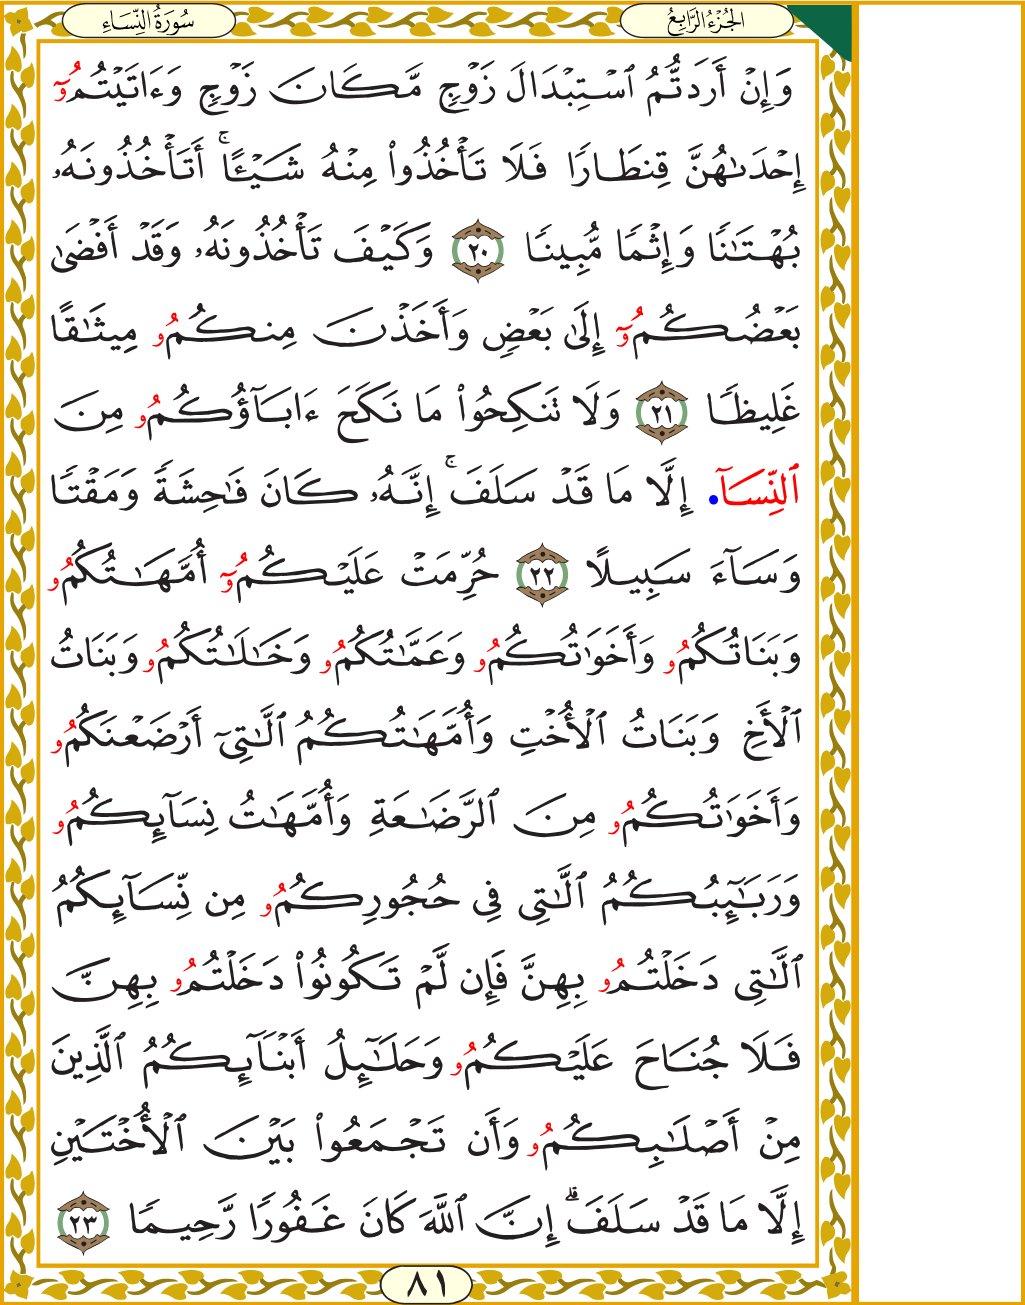 الجُزْءُ الرَّابِعُ
سُورَةُ النِّسَاءِ
وَإِنْ أَرَدتُّمُ ٱسْتِبْدَالَ زَوْجٍ مَّكَانَ زَوْجٍ وَءَاتَيْتُمُۥٓ
إِحْدَىٰهُنَّ قِنطَارًا فَلَا تَأْخُذُوا۟ مِنْهُ شَيْـًٔا ۚ أَتَأْخُذُونَهُۥ
بُهْتَـٰنًا وَإِثْمًا مُّبِينًا ٢٠ وَكَيْفَ تَأْخُذُونَهُۥ وَقَدْ أَفْضَىٰ
بَعْضُكُمُۥٓ إِلَىٰ بَعْضٍ وَأَخَذْنَ مِنكُمُۥ مِيثَـٰقًا
غَلِيظًا ٢١ وَلَا تَنكِحُوا۟ مَا نَكَحَ ءَابَآؤُكُمُۥ مِنَ
ٱلنِّسَآ• إِلَّا مَا قَدْ سَلَفَ ۚ إِنَّهُۥ كَانَ فَـٰحِشَةً وَمَقْتًا
وَسَآءَ سَبِيلًا ٢٢ حُرِّمَتْ عَلَيْكُمُۥٓ أُمَّهَـٰتُكُمُۥ
وَبَنَاتُكُمُۥ وَأَخَوَٰتُكُمُۥ وَعَمَّـٰتُكُمُۥ وَخَـٰلَـٰتُكُمُۥ وَبَنَاتُ
ٱلْأَخِ وَبَنَاتُ ٱلْأُخْتِ وَأُمَّهَـٰتُكُمُ ٱلَّـٰتِىٓ أَرْضَعْنَكُمُۥ
وَأَخَوَٰتُكُمُۥ مِنَ ٱلرَّضَـٰعَةِ وَأُمَّهَـٰتُ نِسَآئِكُمُۥ
وَرَبَـٰٓئِبُكُمُ ٱلَّـٰتِى فِى حُجُورِكُمُۥ مِن نِّسَآئِكُمُ
ٱلَّـٰتِى دَخَلْتُمُۥ بِهِنَّ فَإِن لَّمْ تَكُونُوا۟ دَخَلْتُمُۥ بِهِنَّ
فَلَا جُنَاحَ عَلَيْكُمُۥ وَحَلَـٰٓئِلُ أَبْنَآئِكُمُ ٱلَّذِينَ
مِنْ أَصْلَـٰبِكُمُۥ وَأَن تَجْمَعُوا۟ بَيْنَ ٱلْأُخْتَيْنِ
إِلَّا مَا قَدْ سَلَفَ ۗ إِنَّ ٱللَّهَ كَانَ غَفُورًا رَّحِيمًا ٢٣
٨١